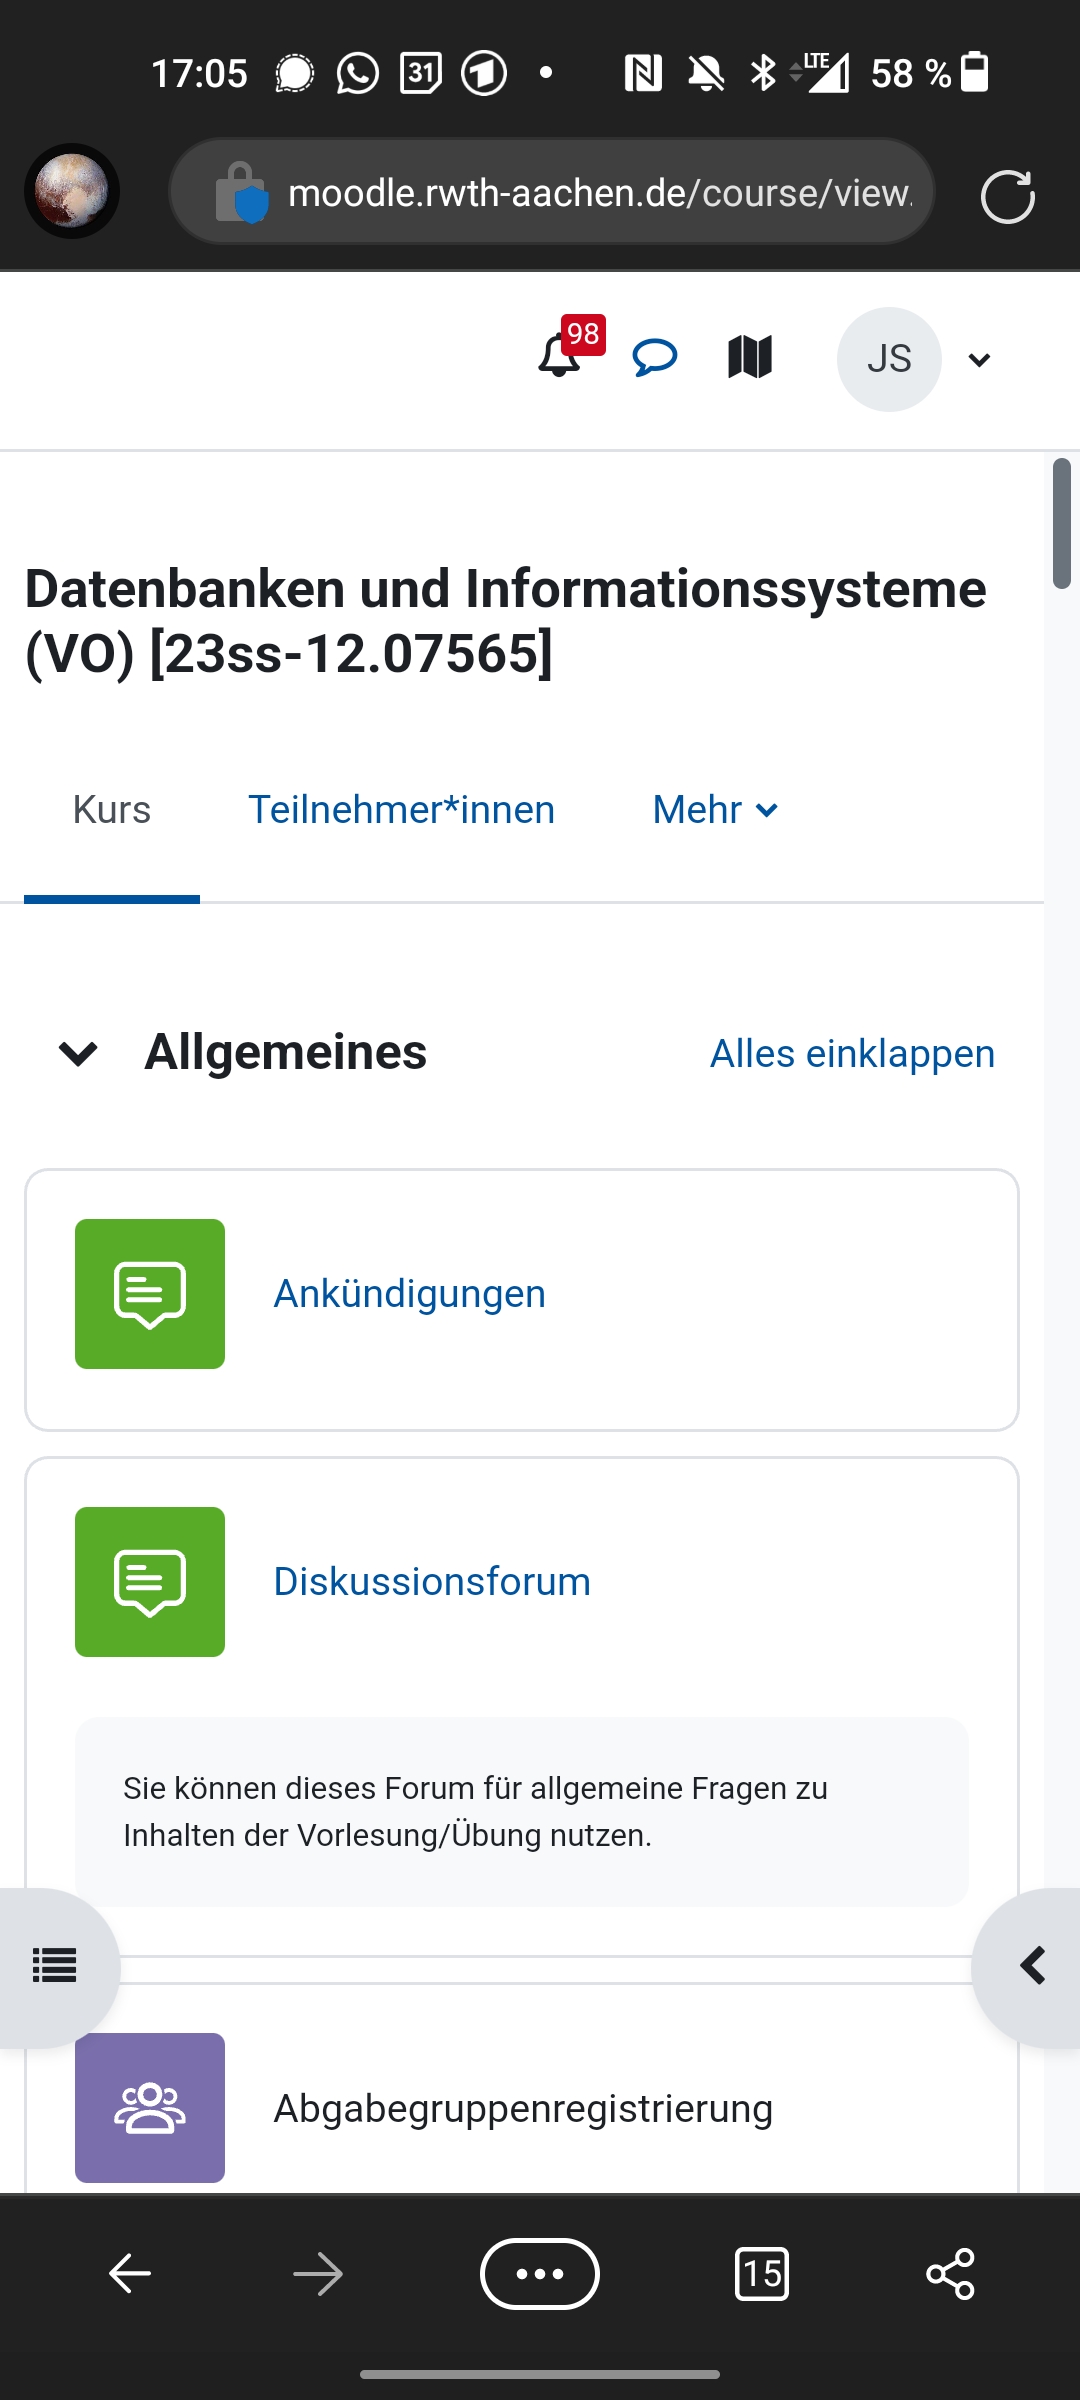 17:05
31
1
LTE
58 %
moodle.rwth-aachen.de/course/view.
98
JS
Datenbanken und Informationssysteme
(VO) [23ss-12.07565]
Kurs
Teilnehmer*innen
Mehr
Allgemeines
Alles einklappen
Ankündigungen
Diskussionsforum
Sie können dieses Forum für allgemeine Fragen zu
Inhalten der Vorlesung/Übung nutzen.
Abgabegruppenregistrierung
15